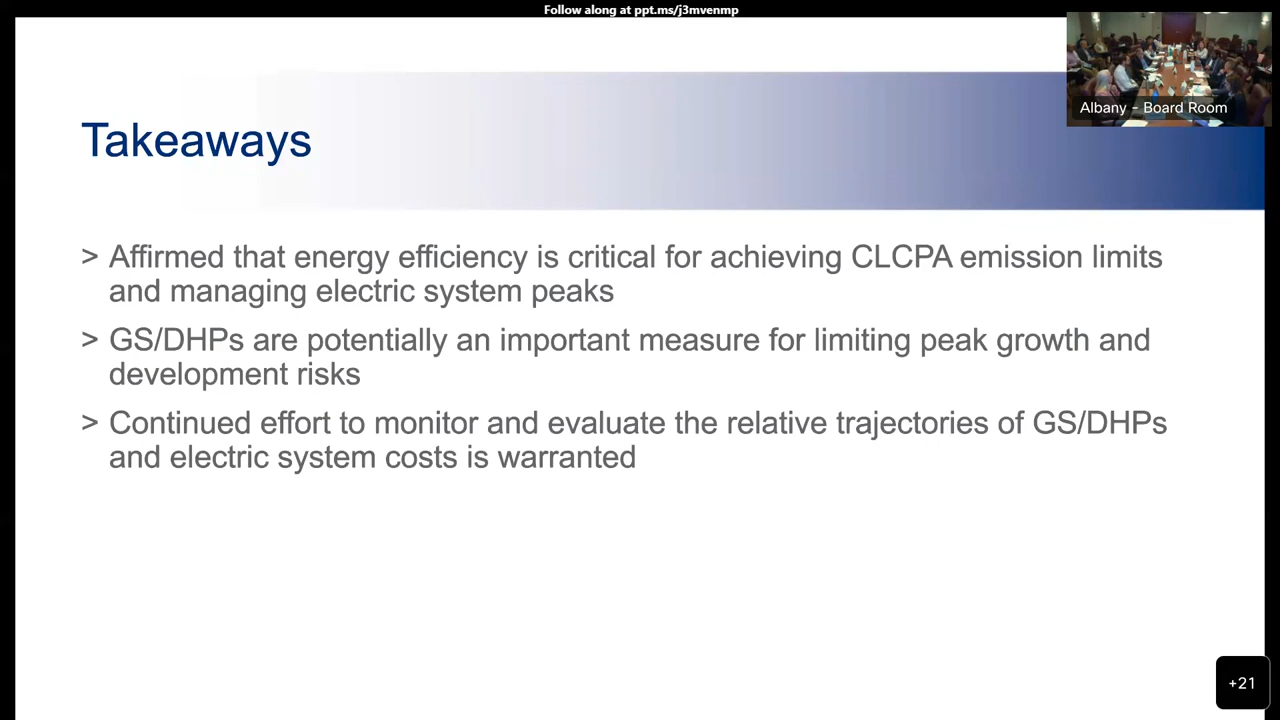 Follow along at ppt.ms/j3mvenmp
Albany - Board Room
Takeaways
> Affirmed that energy efficiency is critical for achieving CLCPA emission limits
and managing electric system peaks
> GS/DHPs are potentially an important measure for limiting peak growth and
development risks
> Continued effort to monitor and evaluate the relative trajectories of GS/DHPs
and electric system costs is warranted
+21